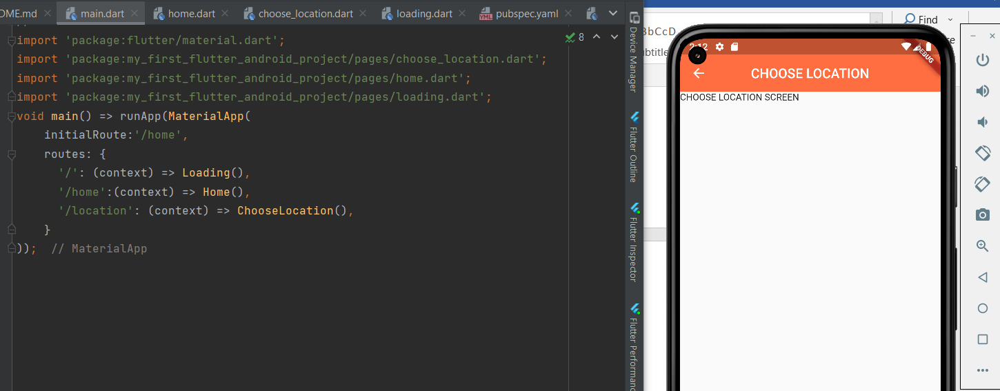 DME.md
main.dart
home.dart
choose_location.dart
loading.dart
YML pubspec.yaml
import 'package:flutter/material.dart';
import 'package:my_first_flutter_android_project/pages/choose_location.dart';
import 'package:my_first_flutter_android_project/pages/home.dart';
import 'package:my_first_flutter_android_project/pages/loading.dart';
void main() => runApp(MaterialApp(
initialRoute:'/home',
routes: {
'/': (context) => Loading(),
'/home':(context) => Home(),
'/location': (context) => ChooseLocation(),
}
)); // MaterialApp
8
Device Manager
Flutter Outline
Flutter Inspector
Flutter Performanc
BbCcD
ubtitle
Find
2:12
DEBUG
CHOOSE LOCATION
CHOOSE LOCATION SCREEN